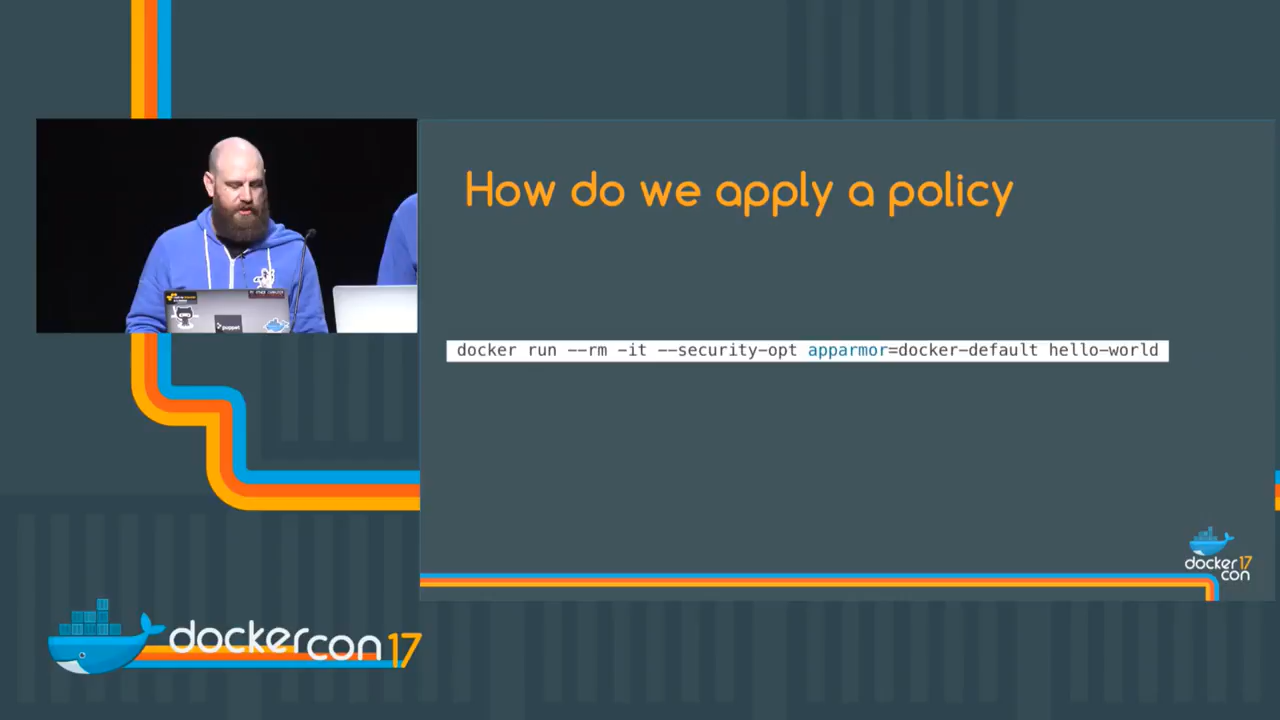 How do we apply a policy
docker run --rm -it --security-opt apparmor=docker-default hello-world
puppet
docker 17
con
dockercon 17